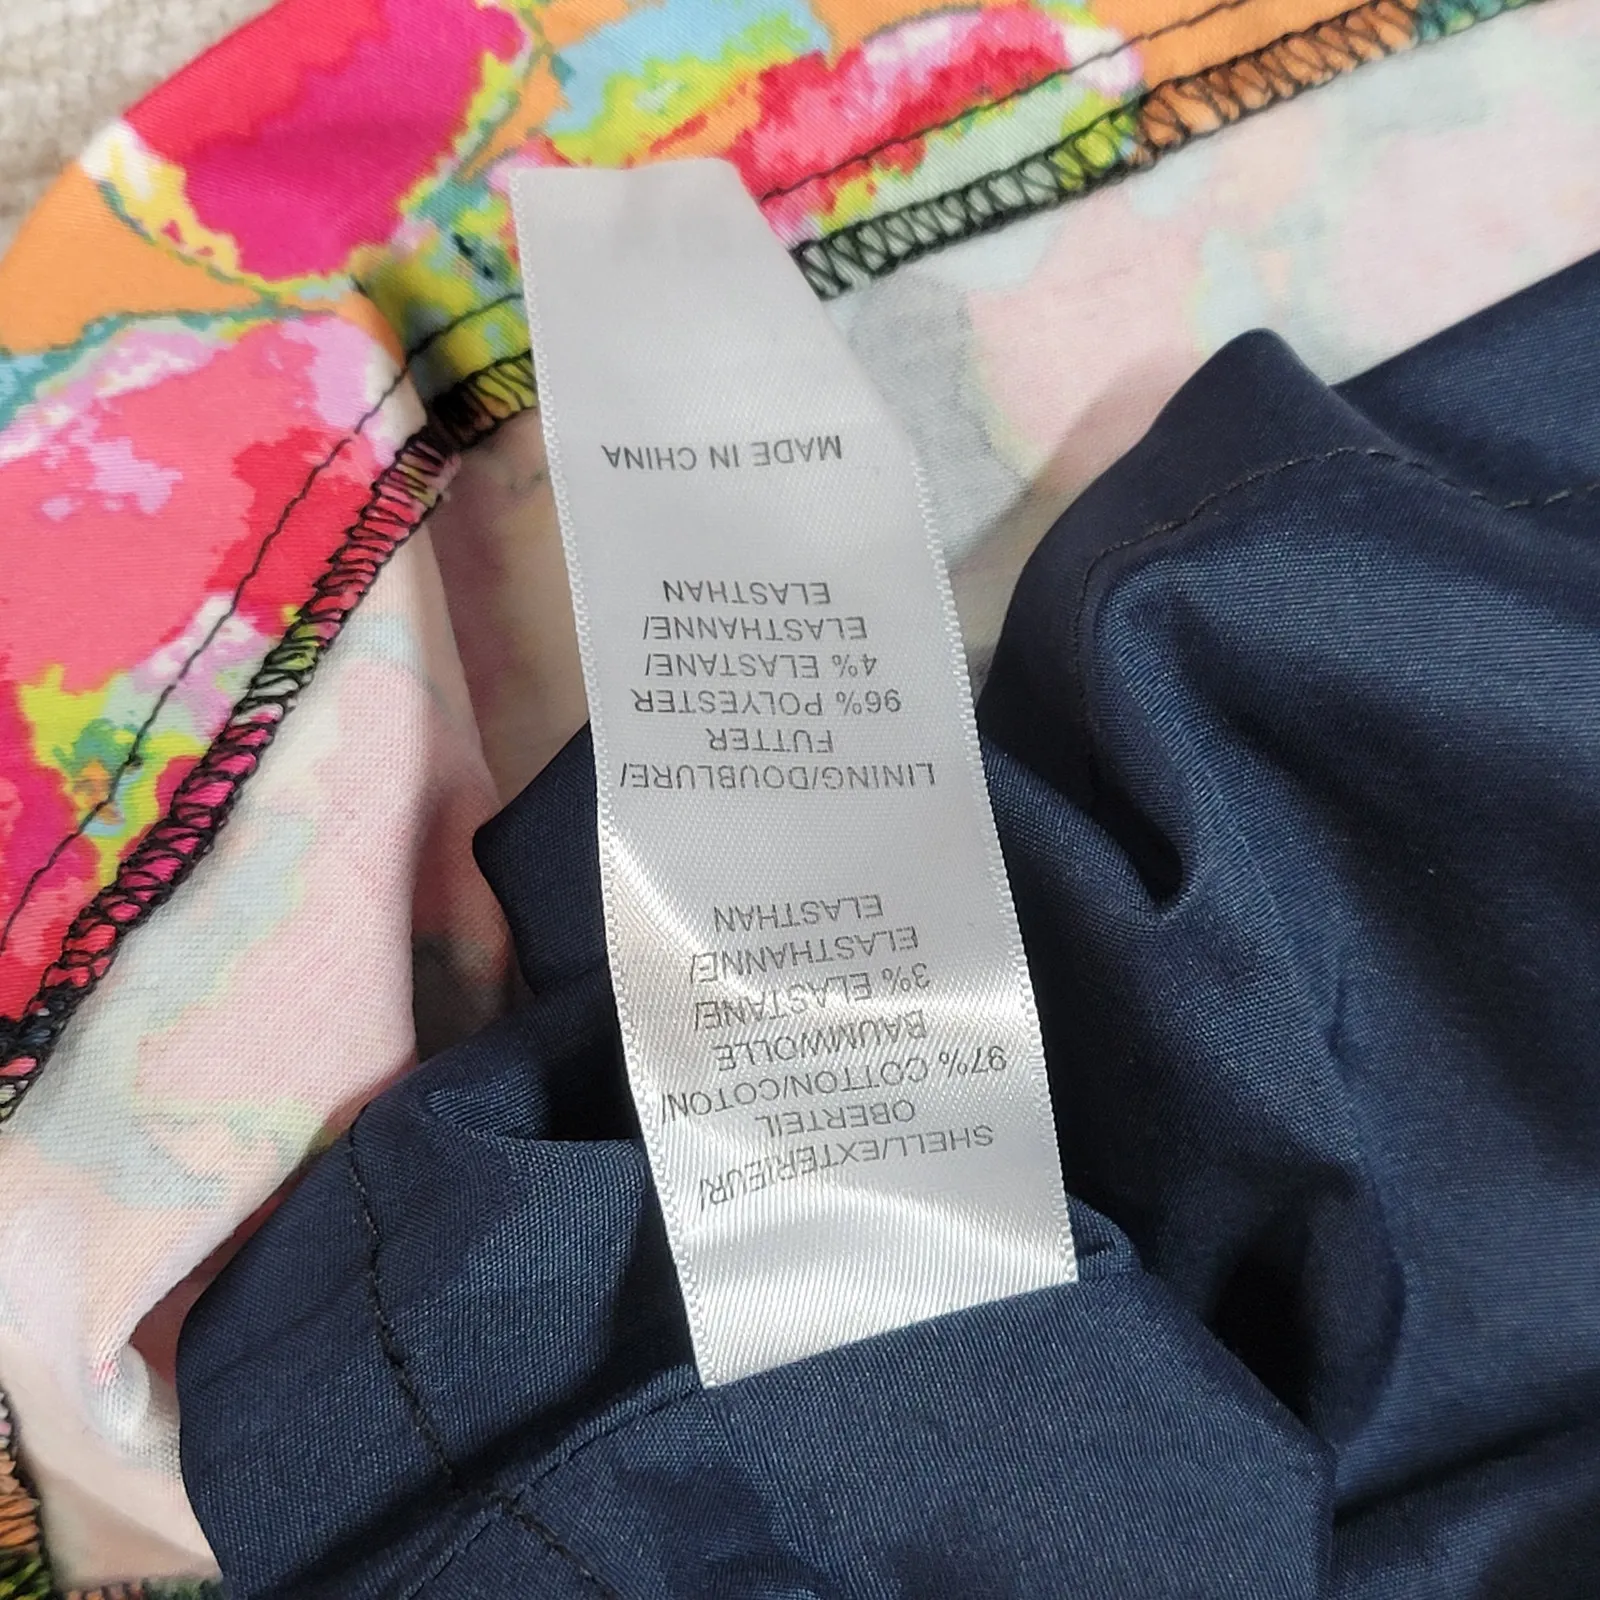 SHELL/EXTERIEUR/
OBERTEIL
97% COTTON/COTON/
BAUMWOLLE
3% ELASTANE/
ELASTHANNE/
ELASTHAN
LINING/DOUBLURE/
FUTTER
96% POLYESTER
4% ELASTANE/
ELASTHANNE/
ELASTHAN
MADE IN CHINA